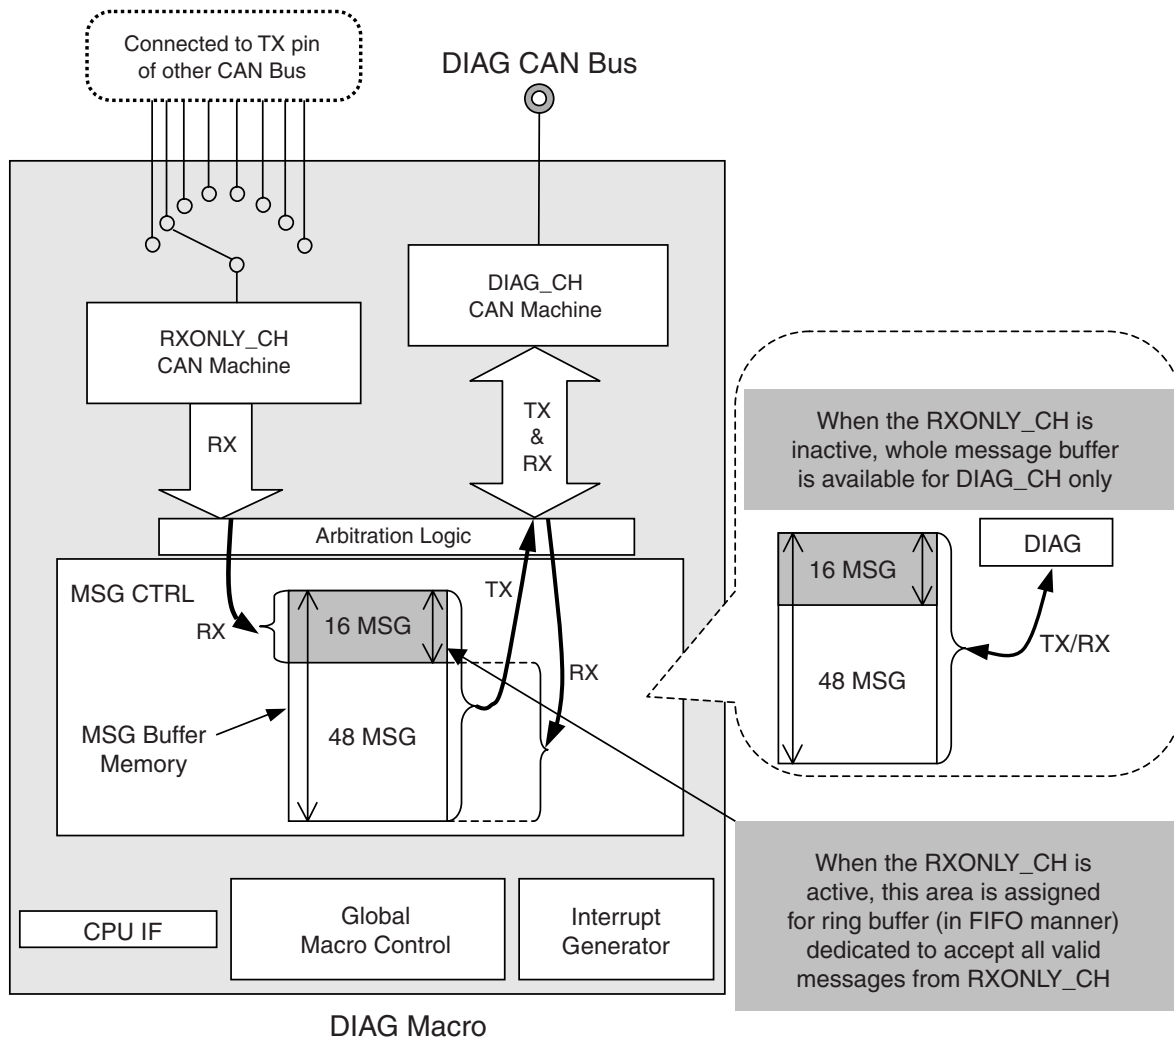 Connected to TX pin
of other CAN Bus
DIAG CAN Bus
DIAG_CH
CAN Machine
RXONLY_CH
CAN Machine
RX
TX
&
RX
Arbitration Logic
MSG CTRL
RX
16 MSG
TX
RX
MSG Buffer
Memory
48 MSG
When the RXONLY_CH is
inactive, whole message buffer
is available for DIAG_CH only
DIAG
16 MSG
TX/RX
48 MSG
When the RXONLY_CH is
active, this area is assigned
for ring buffer (in FIFO manner)
dedicated to accept all valid
messages from RXONLY_CH
CPU IF
Global
Macro Control
Interrupt
Generator
DIAG Macro